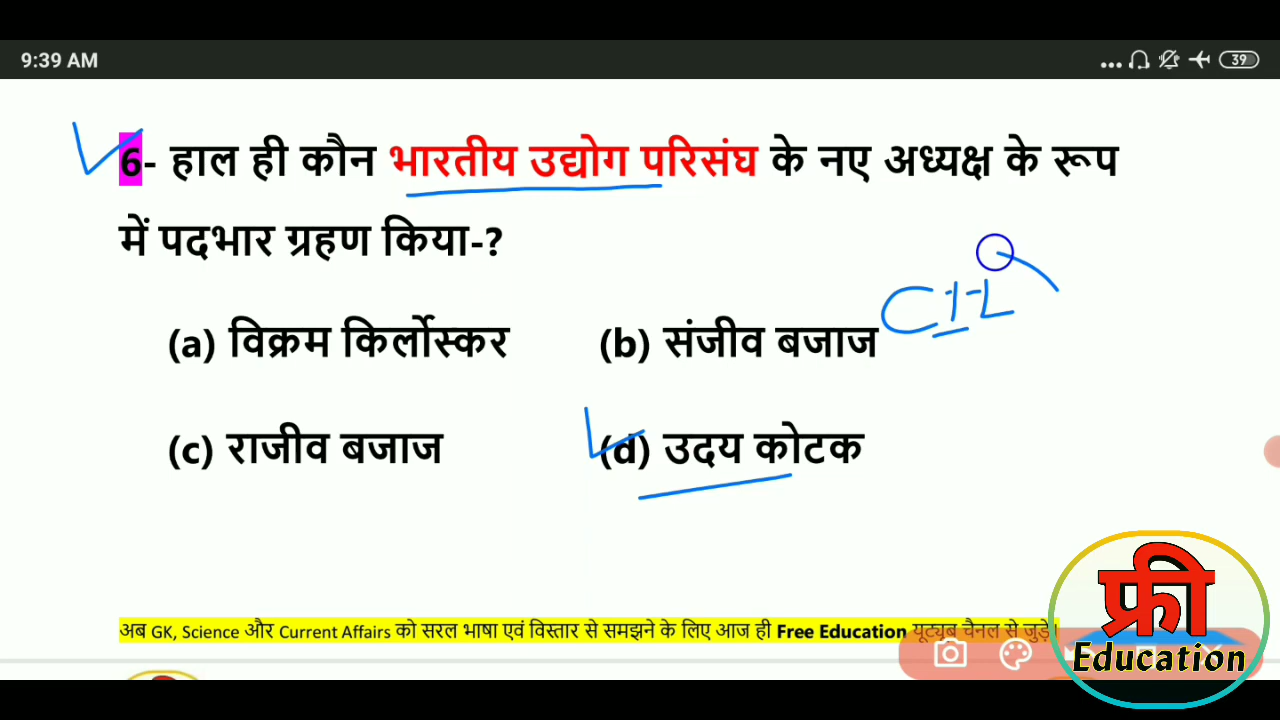 9:39 AM
39
6- हाल ही कौन भारतीय उद्योग परिसंघ के नए अध्यक्ष के रूप
में पदभार ग्रहण किया-?
CII
(a) विक्रम किर्लोस्कर (b) संजीव बजाज
(c) राजीव बजाज (d) उदय कोटक
अब GK, Science और Current Affairs को सरल भाषा एवं विस्तार से समझने के लिए आज ही Free Education यूट्यूब चैनल से जुड़े।
फ्री
Education